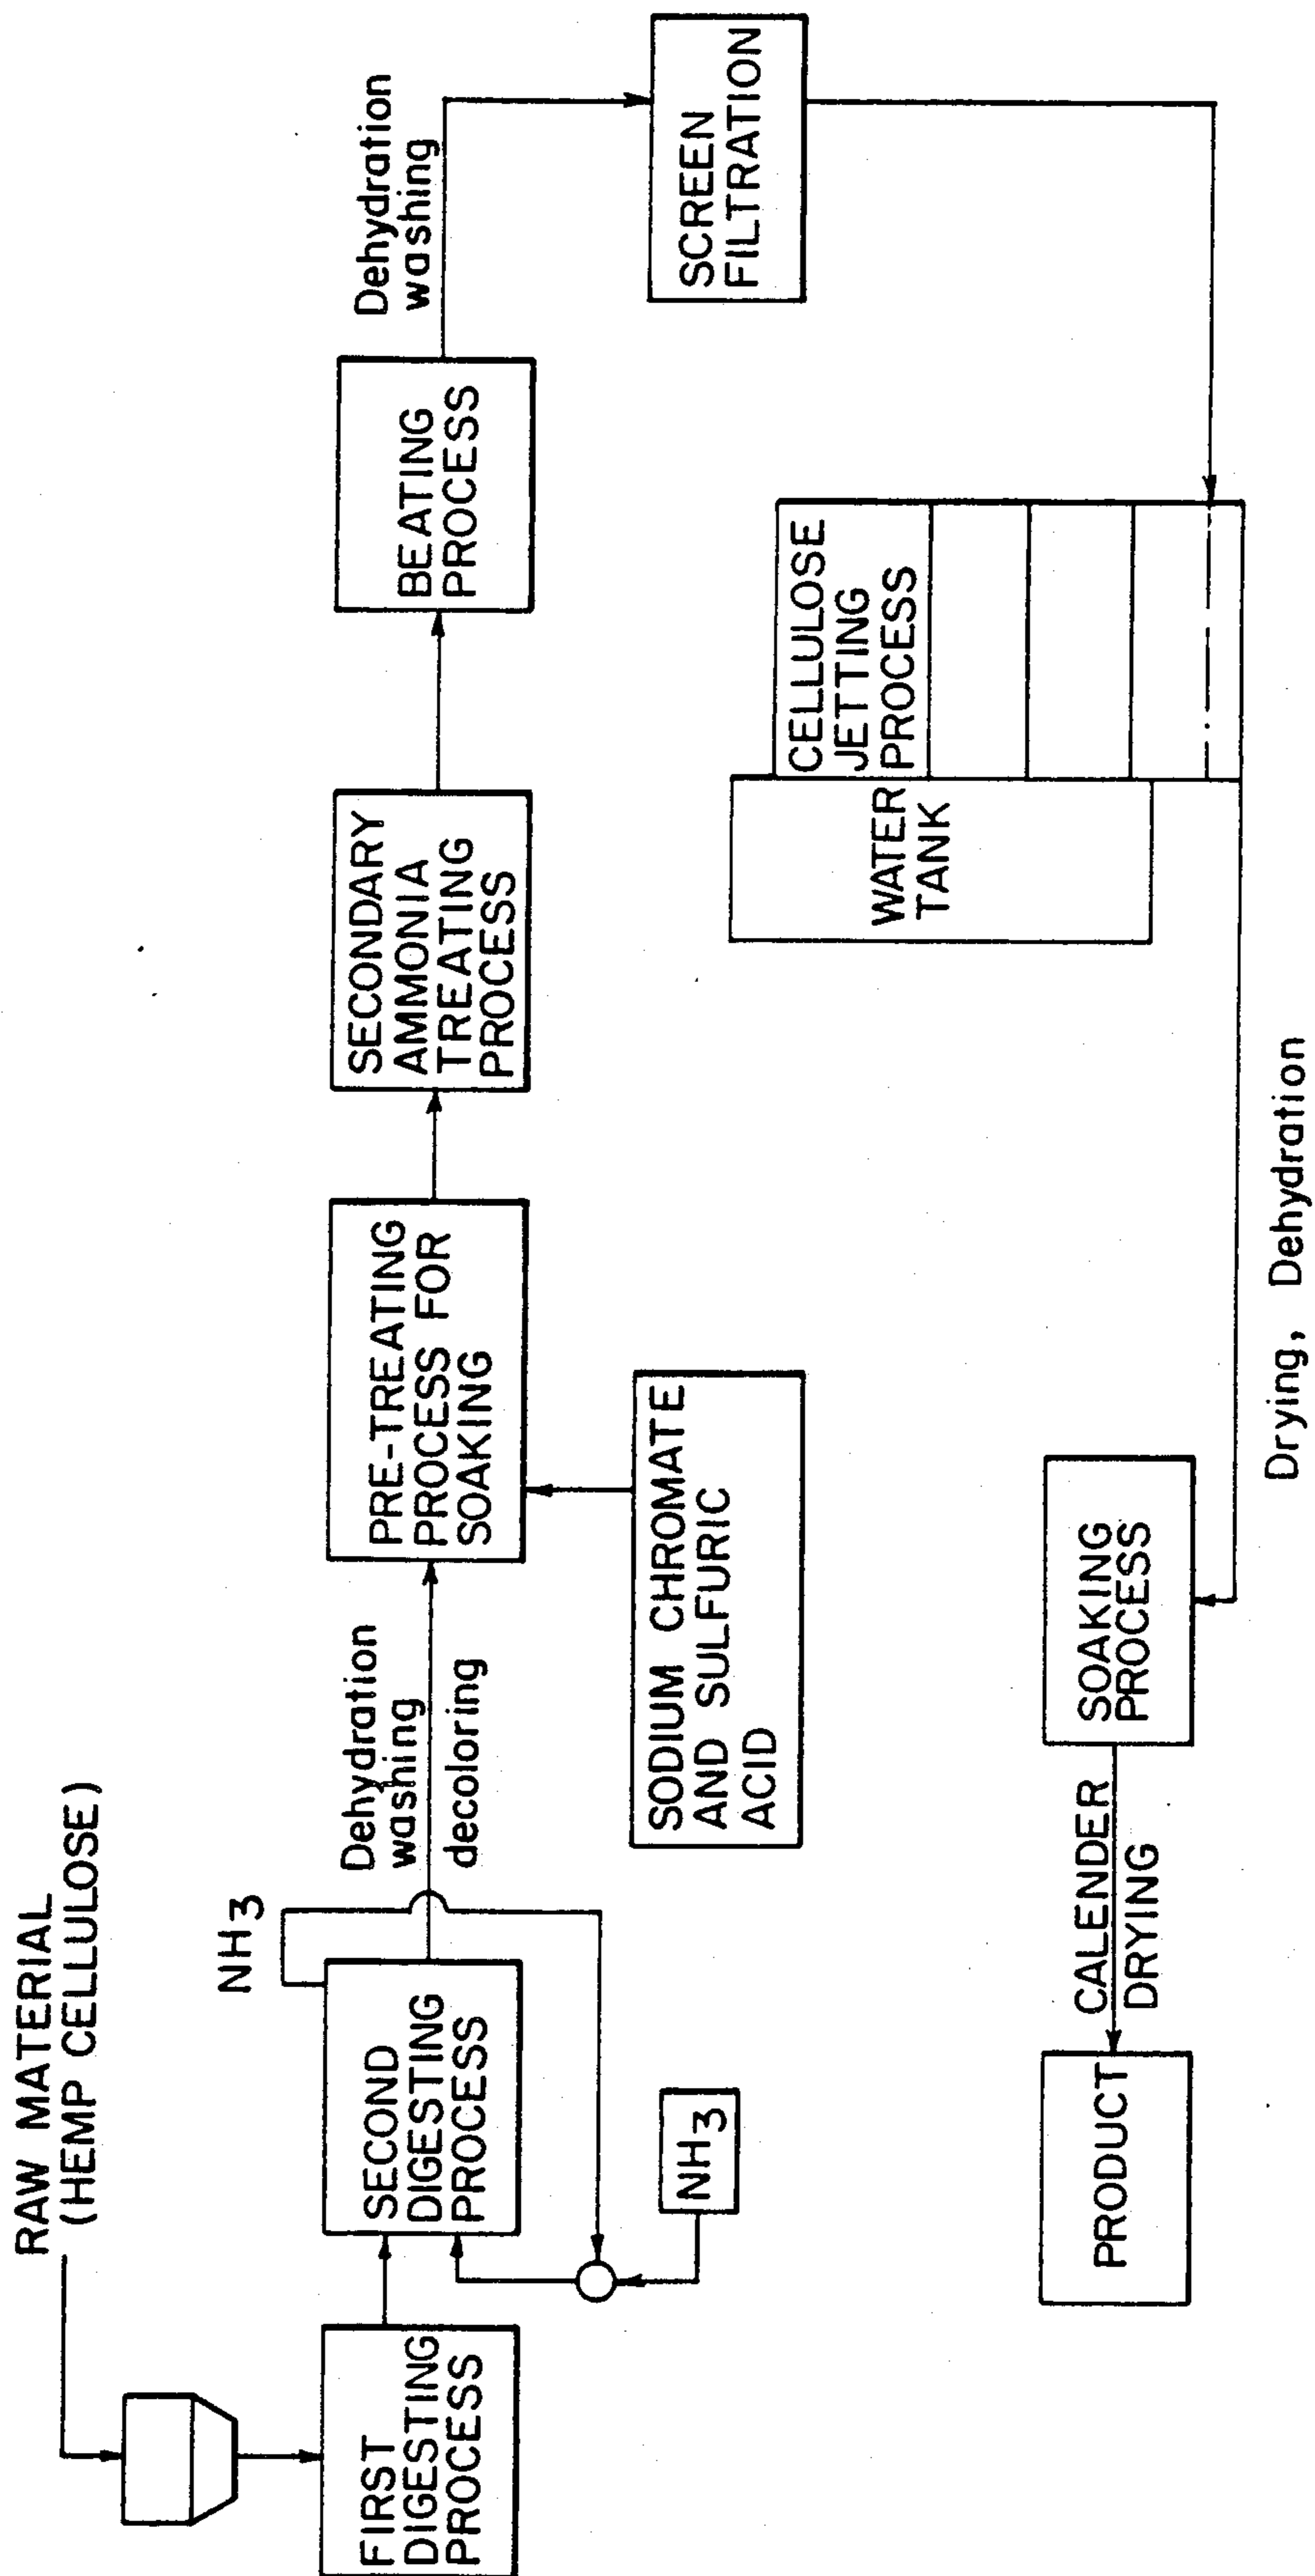 RAW MATERIAL
(HEMP CELLULOSE)
FIRST
DIGESTING
PROCESS
NH3
SECOND
DIGESTING
PROCESS
NH3
Dehydration
washing
decoloring
PRE-TREATING
PROCESS FOR
SOAKING
SODIUM CHROMATE
AND SULFURIC
ACID
SECONDARY
AMMONIA
TREATING
PROCESS
BEATING
PROCESS
Dehydration
washing
SCREEN
FILTRATION
CELLULOSE
JETTING
PROCESS
WATER
TANK
Drying, Dehydration
SOAKING
PROCESS
CALENDER
DRYING
PRODUCT